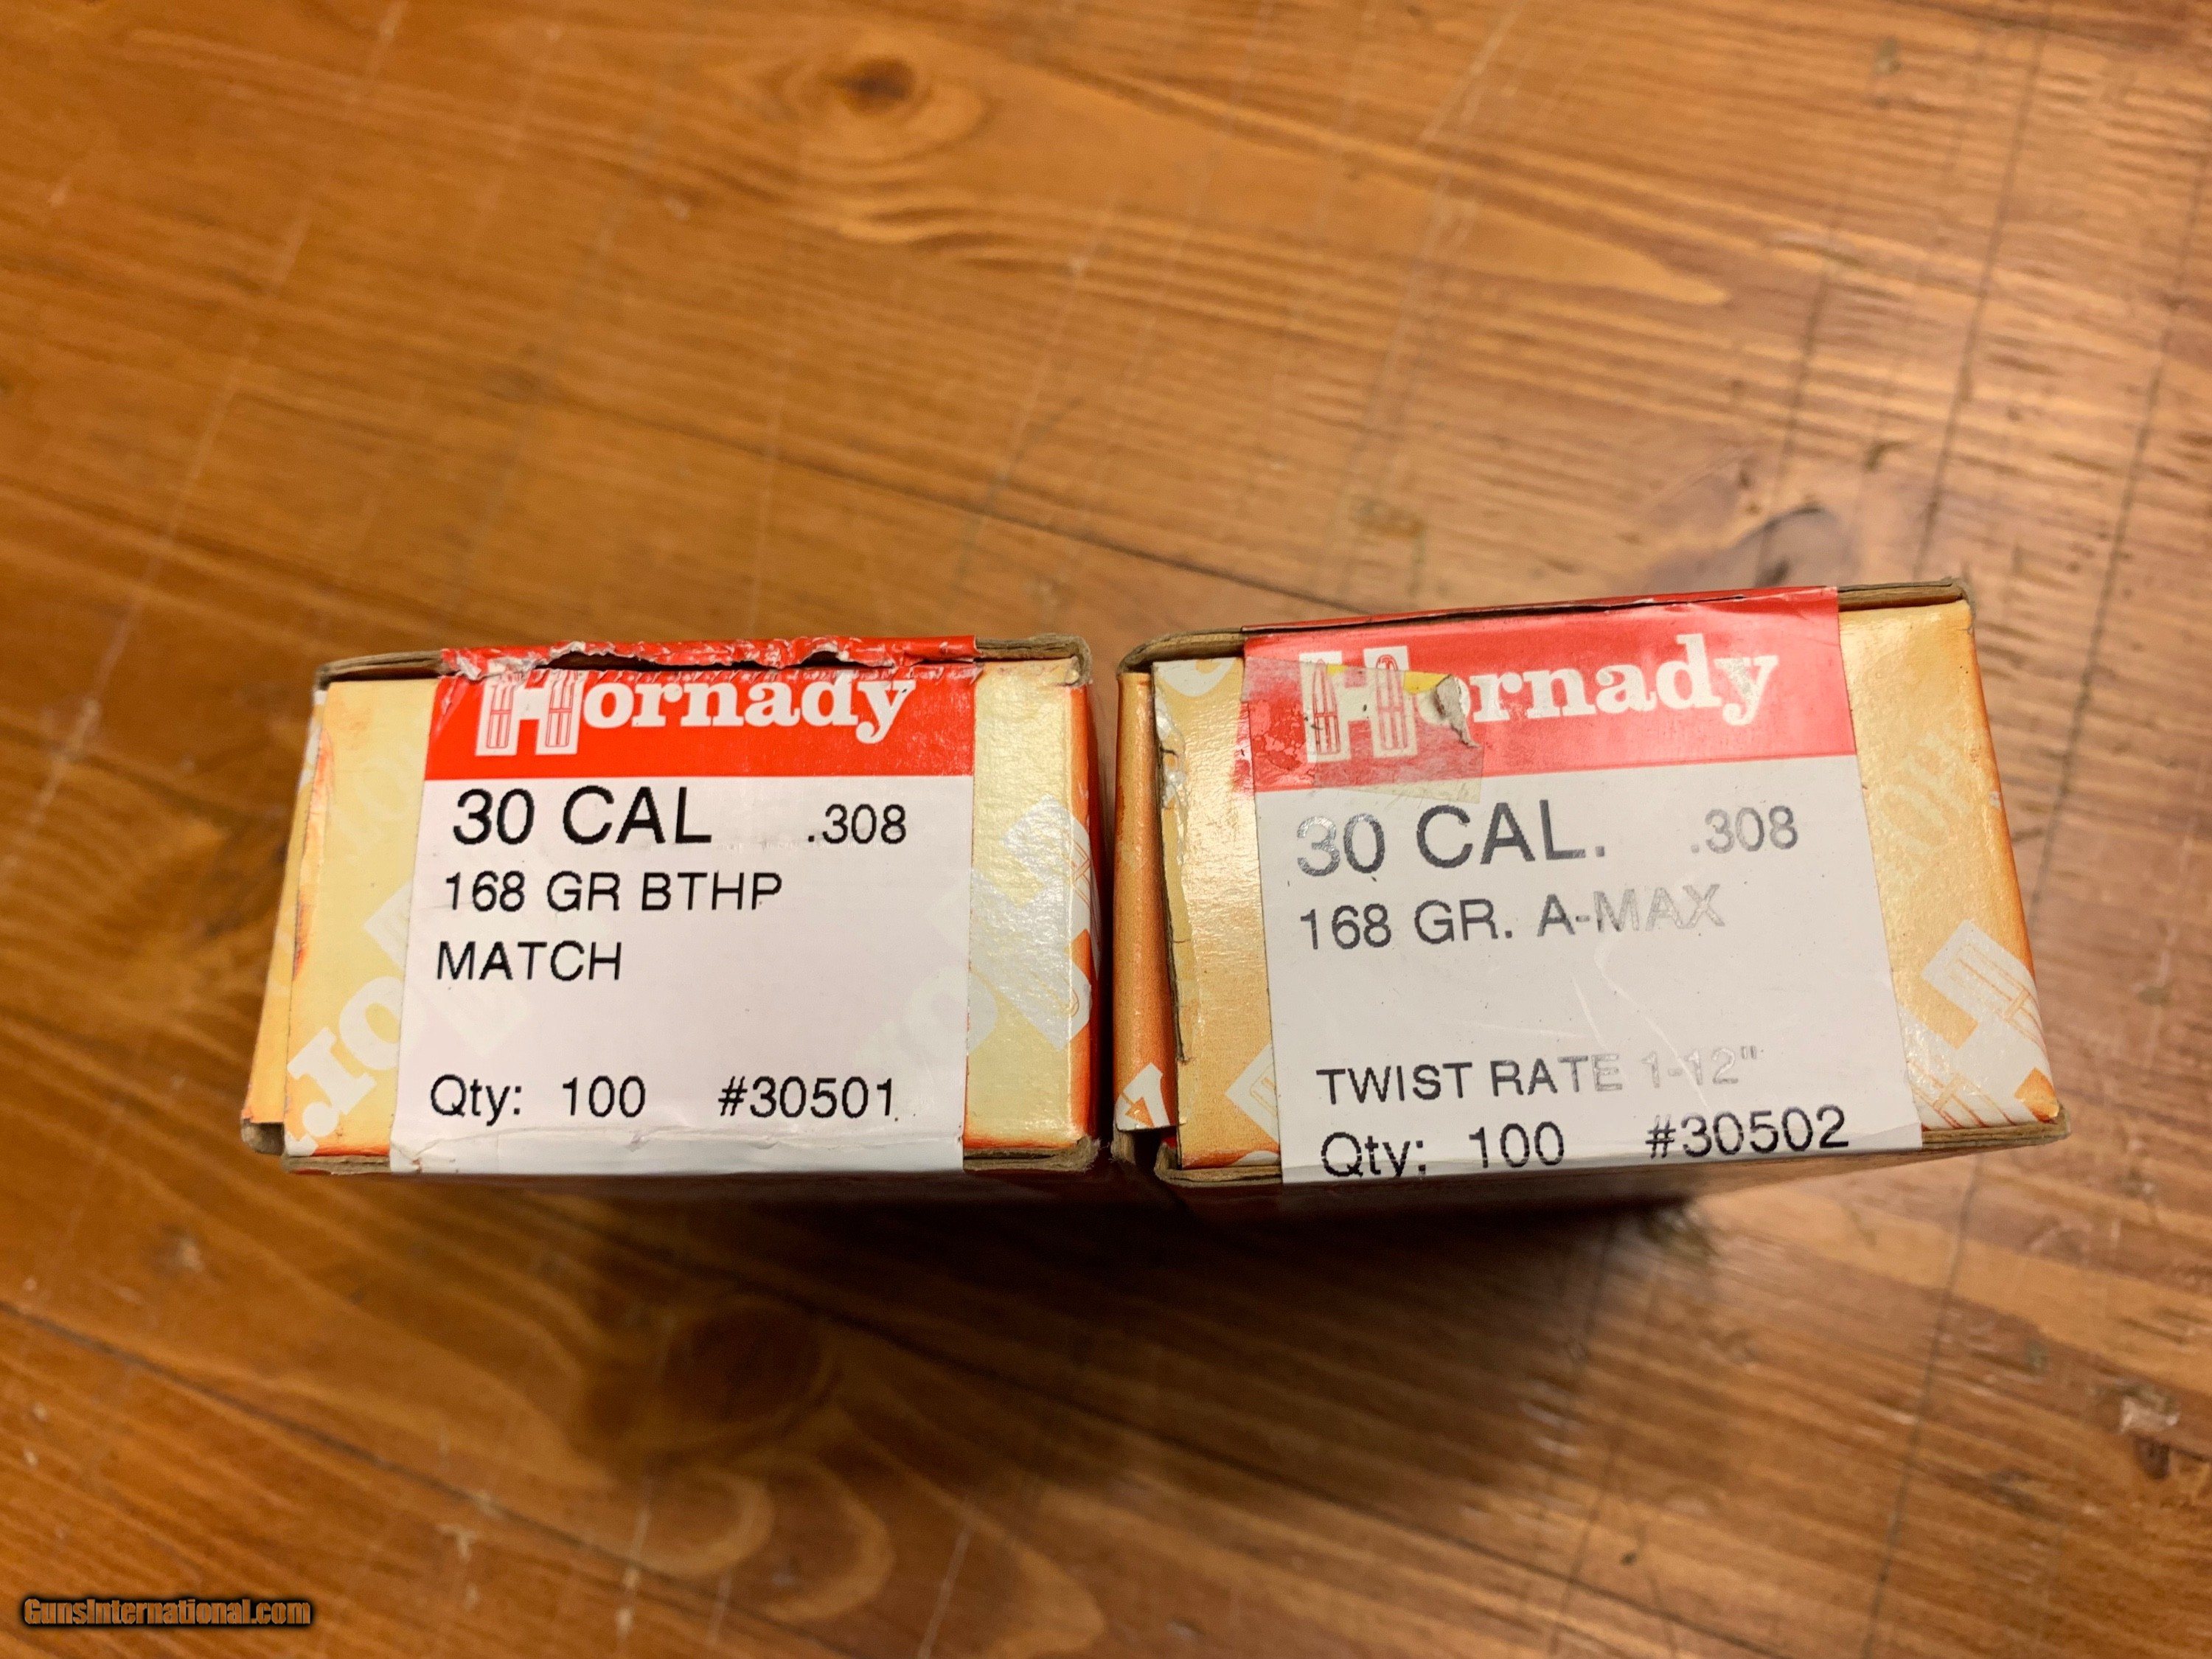 Hornady
30 CAL .308
168 GR BTHP
MATCH
Qty: 100 #30501
Hornady
30 CAL. .308
168 GR. A-MAX
TWIST RATE 1-12"
Qty: 100 #30502
GunsInternational.com